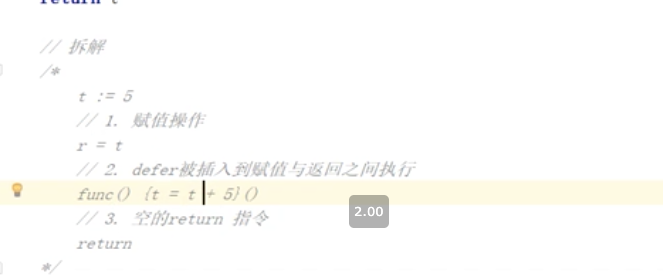 return t
// 拆解
/*
t := 5
// 1. 赋值操作
r = t
// 2. defer被插入到赋值与返回之间执行
func() {t = t + 5}()
2.00
// 3. 空的return 指令
return
*/